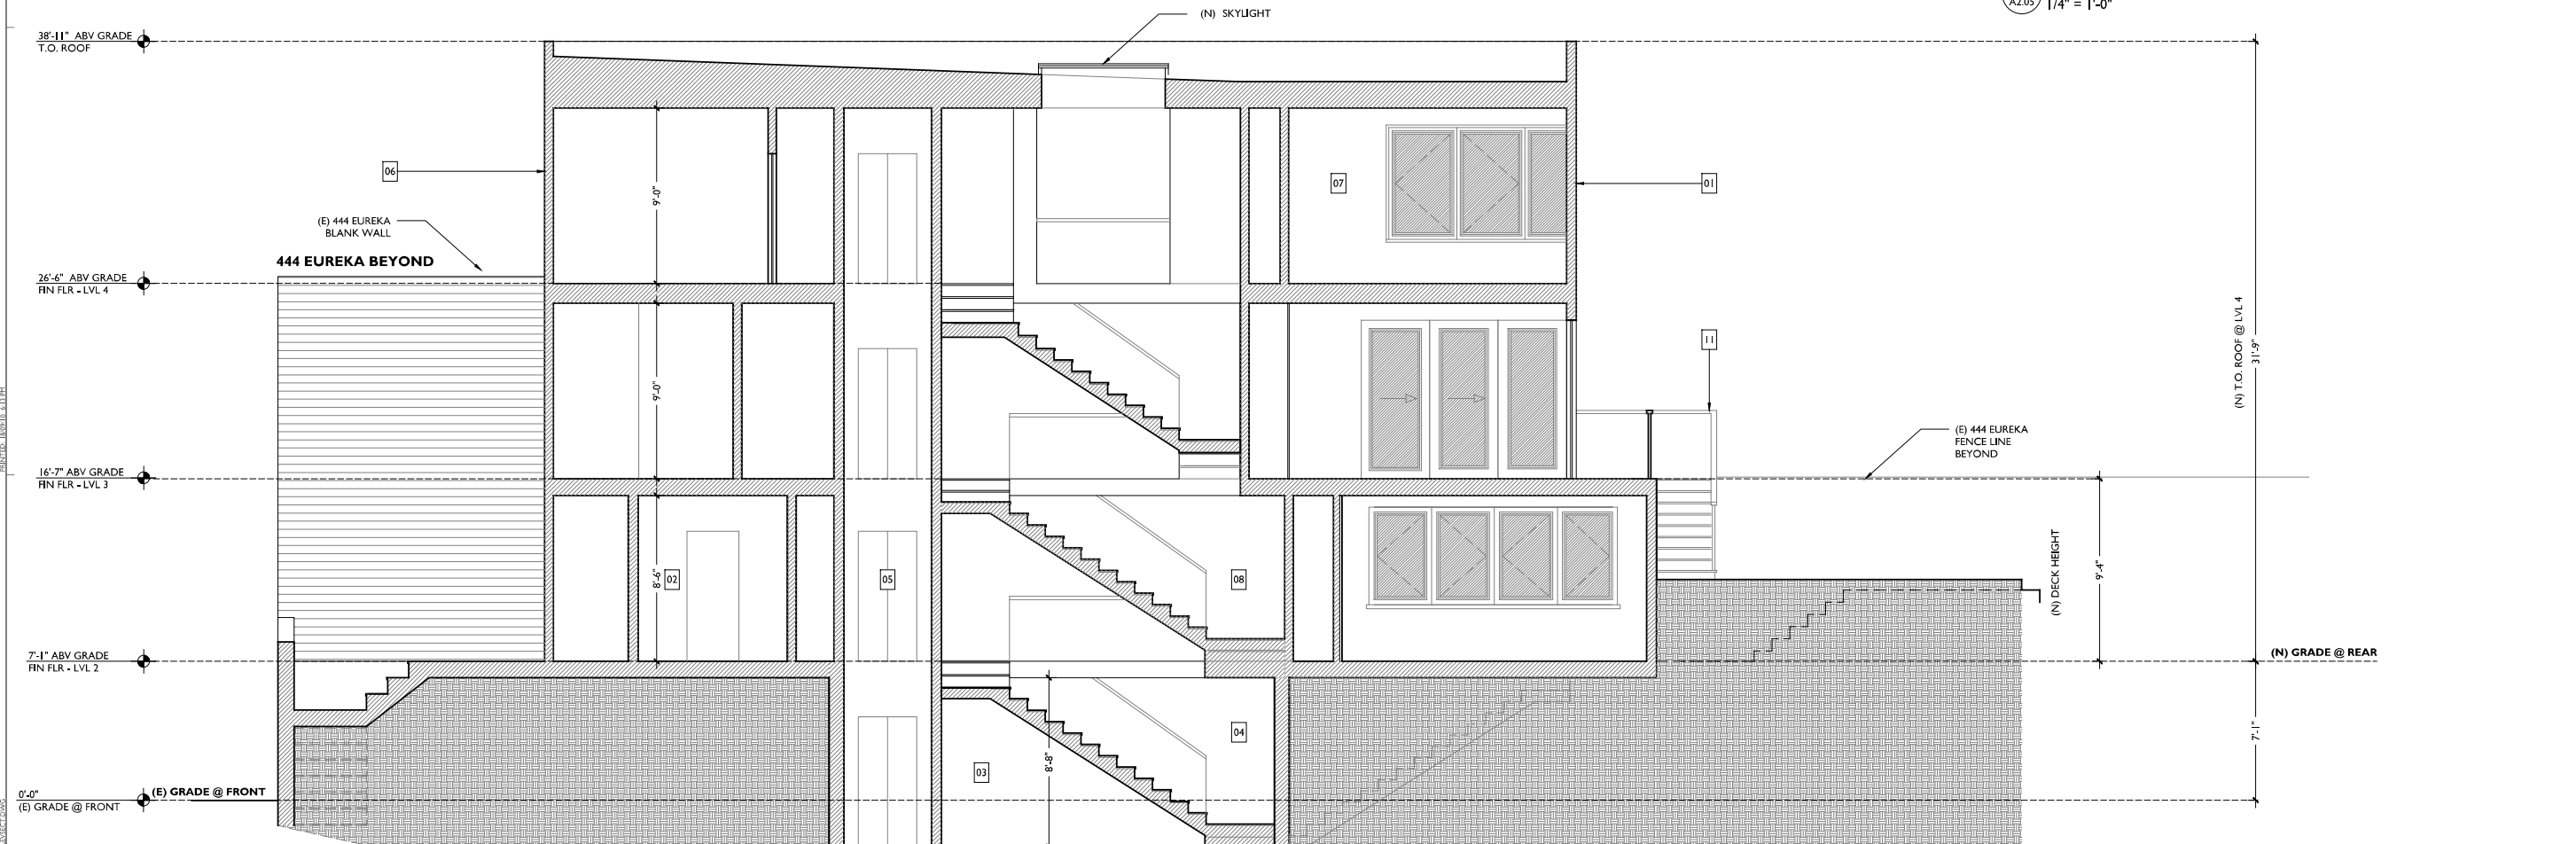 A2.05
1/4" = 1'-0"
(N) SKYLIGHT
38'-11" ABV GRADE
T.O. ROOF
06
9'-0"
07
01
(E) 444 EUREKA
BLANK WALL
444 EUREKA BEYOND
26'-6" ABV GRADE
FIN FLR - LVL 4
(N) T.O. ROOF @ LVL 4
31'-9"
11
9'-0"
(E) 444 EUREKA
FENCE LINE
BEYOND
16'-7" ABV GRADE
FIN FLR - LVL 3
8'-6"
02
05
08
(N) DECK HEIGHT
9'-4"
7'-1" ABV GRADE
FIN FLR - LVL 2
(N) GRADE @ REAR
04
7'-1"
03
8'-8"
0'-0"
(E) GRADE @ FRONT
(E) GRADE @ FRONT